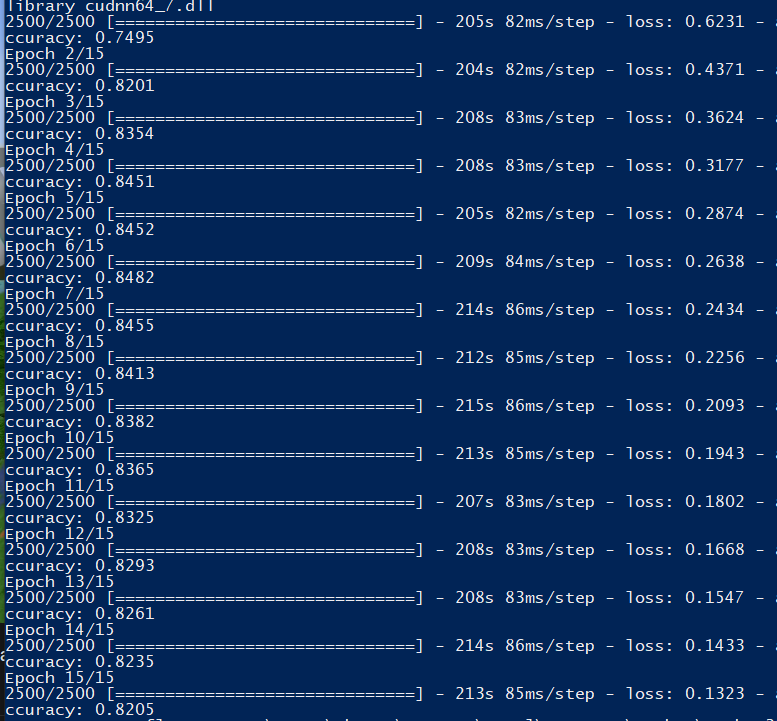 library cudnn64_7.dll
2500/2500 [==============================] - 205s 82ms/step - loss: 0.6231 - a
ccuracy: 0.7495
Epoch 2/15
2500/2500 [==============================] - 204s 82ms/step - loss: 0.4371 - a
ccuracy: 0.8201
Epoch 3/15
2500/2500 [==============================] - 208s 83ms/step - loss: 0.3624 - a
ccuracy: 0.8354
Epoch 4/15
2500/2500 [==============================] - 208s 83ms/step - loss: 0.3177 - a
ccuracy: 0.8451
Epoch 5/15
2500/2500 [==============================] - 205s 82ms/step - loss: 0.2874 - a
ccuracy: 0.8452
Epoch 6/15
2500/2500 [==============================] - 209s 84ms/step - loss: 0.2638 - a
ccuracy: 0.8482
Epoch 7/15
2500/2500 [==============================] - 214s 86ms/step - loss: 0.2434 - a
ccuracy: 0.8455
Epoch 8/15
2500/2500 [==============================] - 212s 85ms/step - loss: 0.2256 - a
ccuracy: 0.8413
Epoch 9/15
2500/2500 [==============================] - 215s 86ms/step - loss: 0.2093 - a
ccuracy: 0.8382
Epoch 10/15
2500/2500 [==============================] - 213s 85ms/step - loss: 0.1943 - a
ccuracy: 0.8365
Epoch 11/15
2500/2500 [==============================] - 207s 83ms/step - loss: 0.1802 - a
ccuracy: 0.8325
Epoch 12/15
2500/2500 [==============================] - 208s 83ms/step - loss: 0.1668 - a
ccuracy: 0.8293
Epoch 13/15
2500/2500 [==============================] - 208s 83ms/step - loss: 0.1547 - a
ccuracy: 0.8261
Epoch 14/15
2500/2500 [==============================] - 214s 86ms/step - loss: 0.1433 - a
ccuracy: 0.8235
Epoch 15/15
2500/2500 [==============================] - 213s 85ms/step - loss: 0.1323 - a
ccuracy: 0.8205